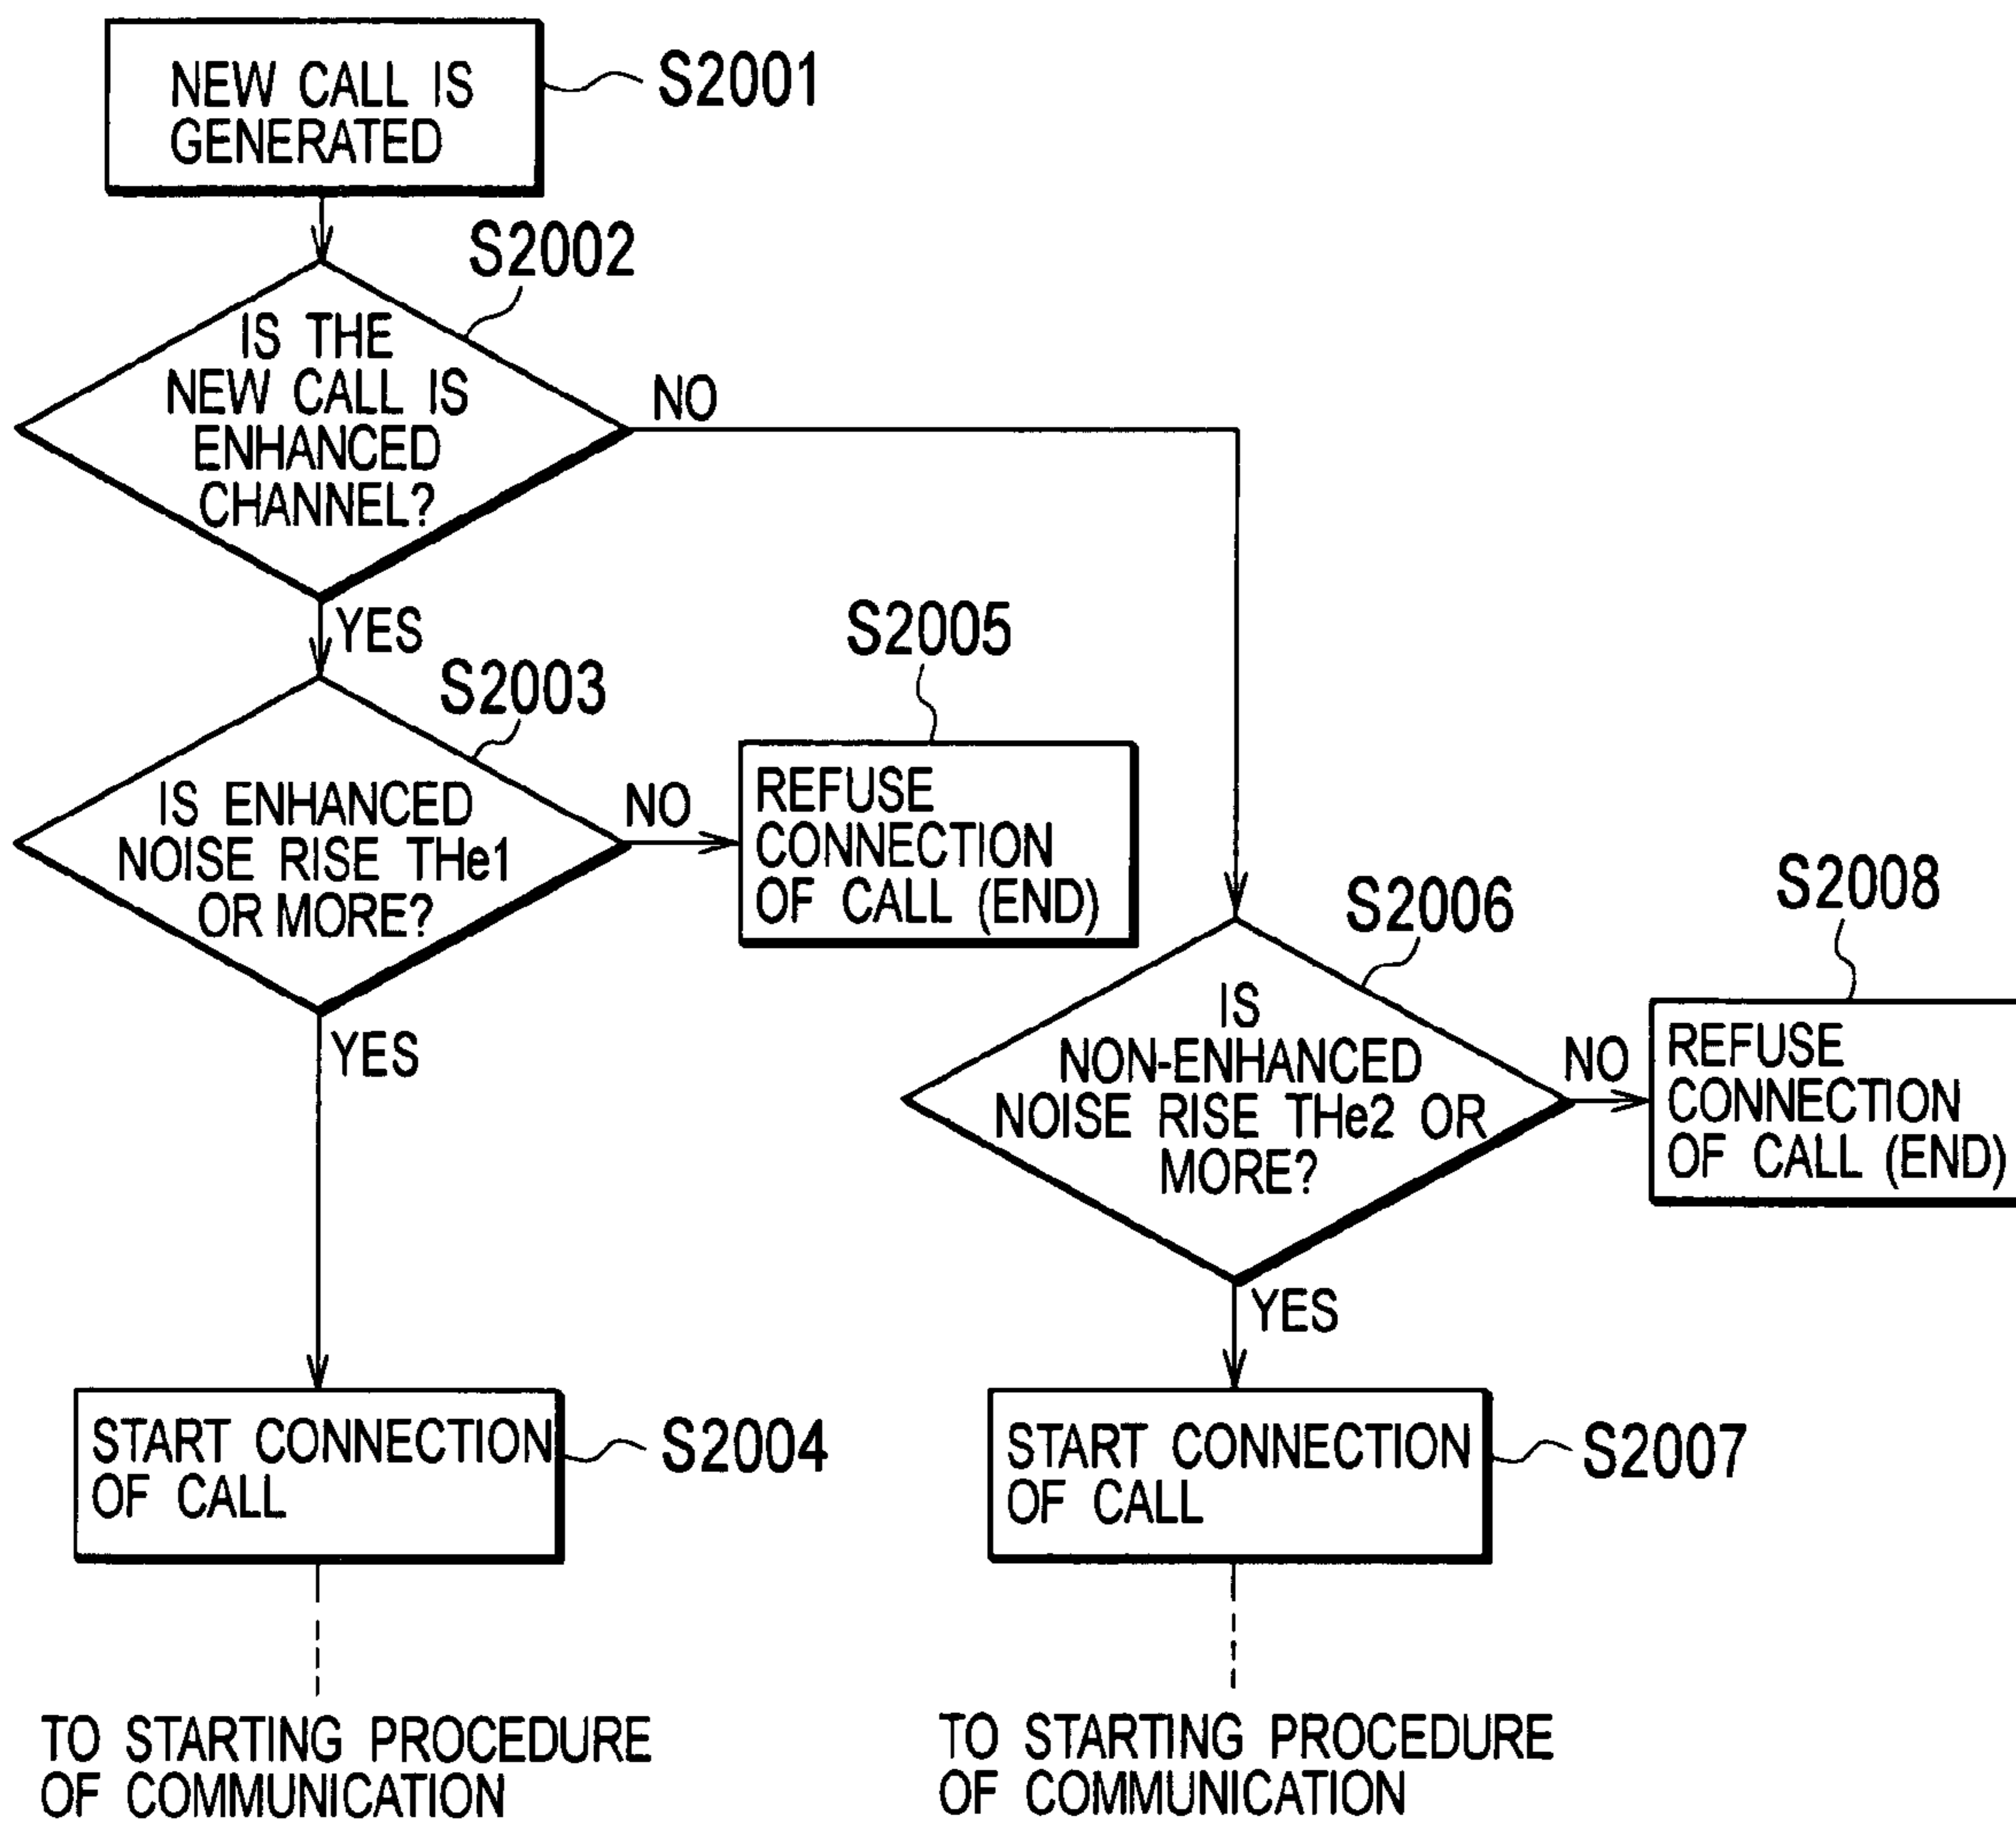 NEW CALL IS
GENERATED
S2001
S2002
IS THE
NEW CALL IS
ENHANCED
CHANNEL?
NO
YES
S2003
IS ENHANCED
NOISE RISE THe1
OR MORE?
NO
YES
S2005
REFUSE
CONNECTION
OF CALL (END)
S2006
IS
NON-ENHANCED
NOISE RISE THe2 OR
MORE?
NO
YES
S2008
REFUSE
CONNECTION
OF CALL (END)
START CONNECTION
OF CALL
S2004
START CONNECTION
OF CALL
S2007
TO STARTING PROCEDURE
OF COMMUNICATION
TO STARTING PROCEDURE
OF COMMUNICATION